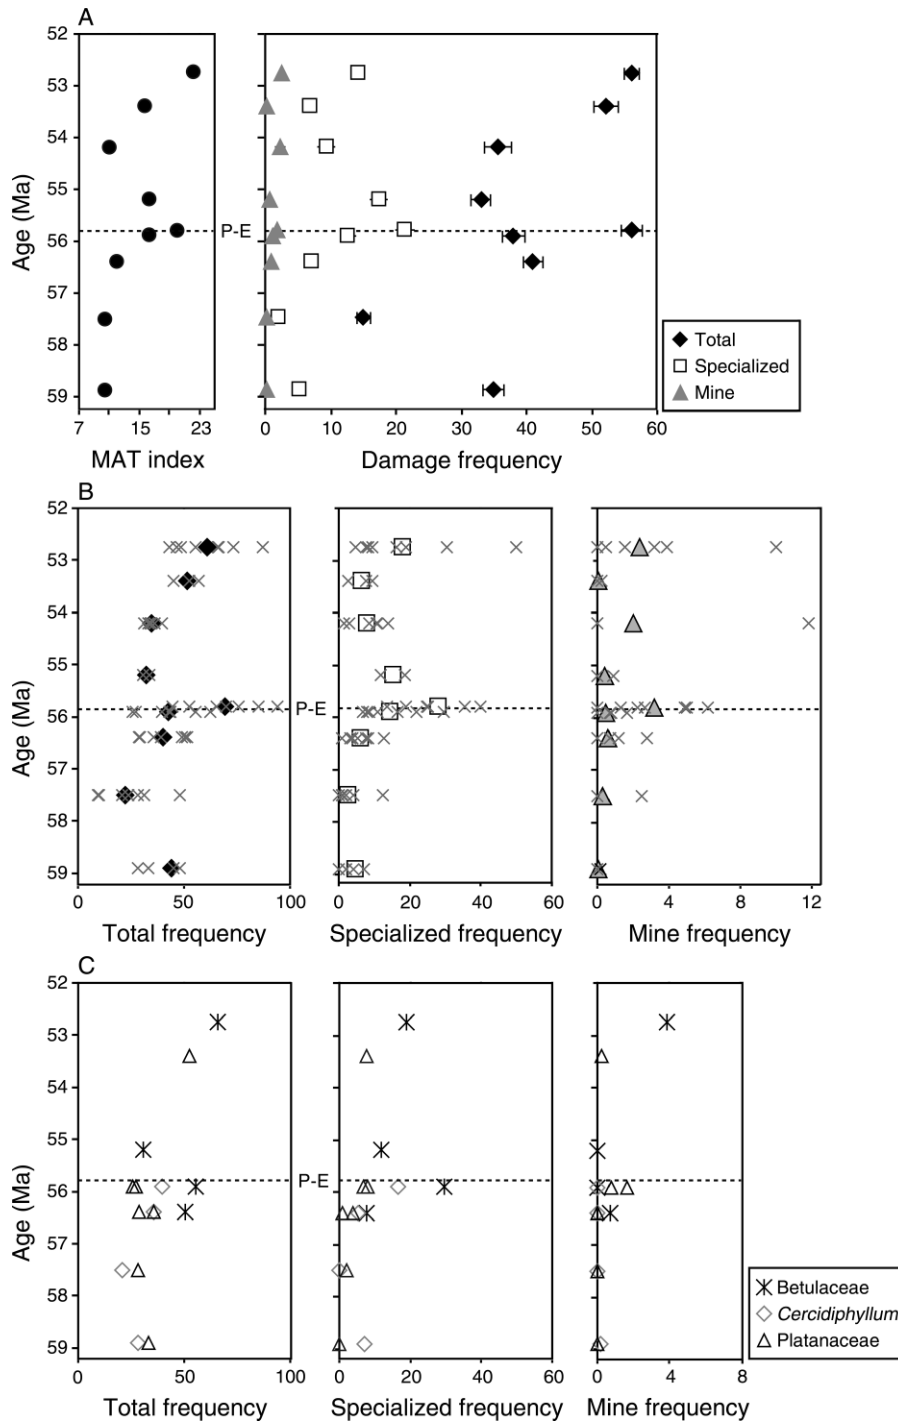 A
52
53
54
55
56
57
58
59
Age (Ma)
7 15 23
MAT index
P-E
0 10 20 30 40 50 60
Damage frequency
Total
Specialized
Mine
B
52
53
54
55
56
57
58
59
Age (Ma)
0 50 100
Total frequency
P-E
0 20 40 60
Specialized frequency
0 4 8 12
Mine frequency
C
52
53
54
55
56
57
58
59
Age (Ma)
0 50 100
Total frequency
P-E
0 20 40 60
Specialized frequency
0 4 8
Mine frequency
Betulaceae
Cercidiphyllum
Platanaceae